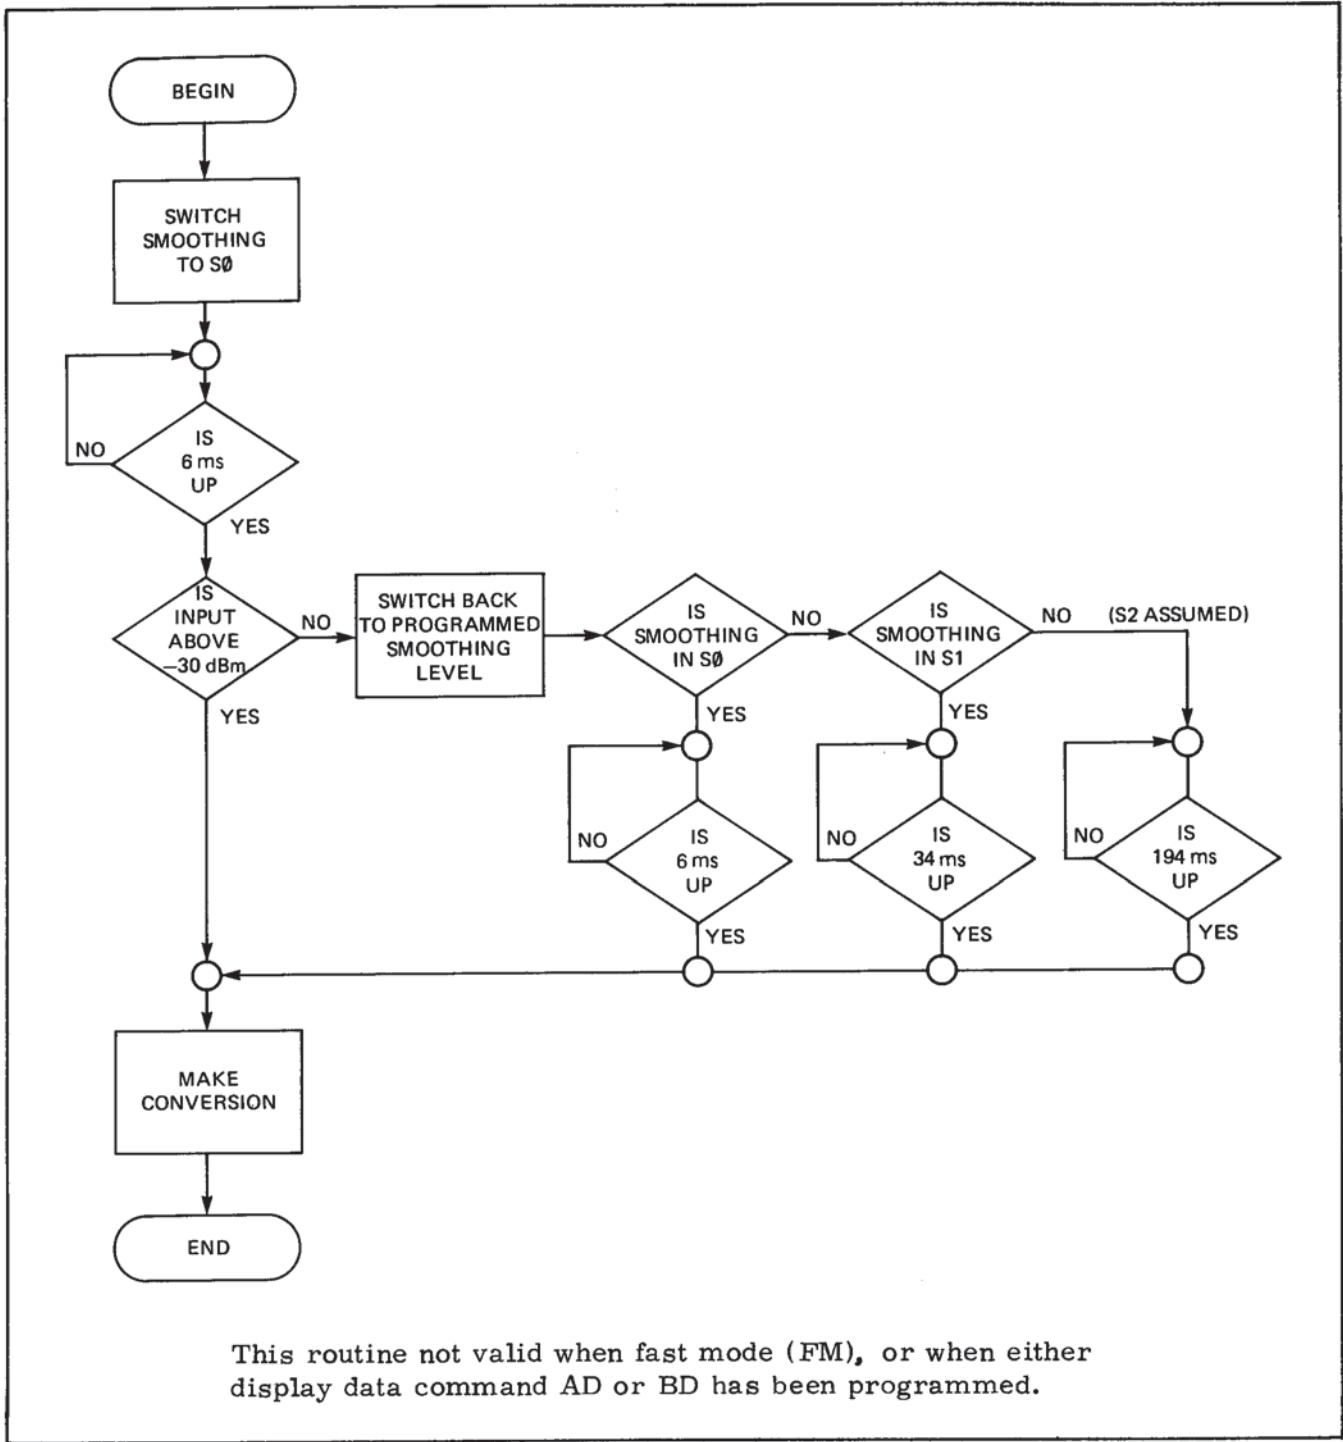 BEGIN
SWITCH
SMOOTHING
TO SØ
IS
6 ms
UP
NO
YES
IS
INPUT
ABOVE
−30 dBm
NO
YES
SWITCH BACK
TO PROGRAMMED
SMOOTHING
LEVEL
IS
SMOOTHING
IN SØ
NO
YES
IS
SMOOTHING
IN S1
NO
(S2 ASSUMED)
YES
IS
6 ms
UP
NO
YES
IS
34 ms
UP
NO
YES
IS
194 ms
UP
NO
YES
MAKE
CONVERSION
END
This routine not valid when fast mode (FM), or when either
display data command AD or BD has been programmed.